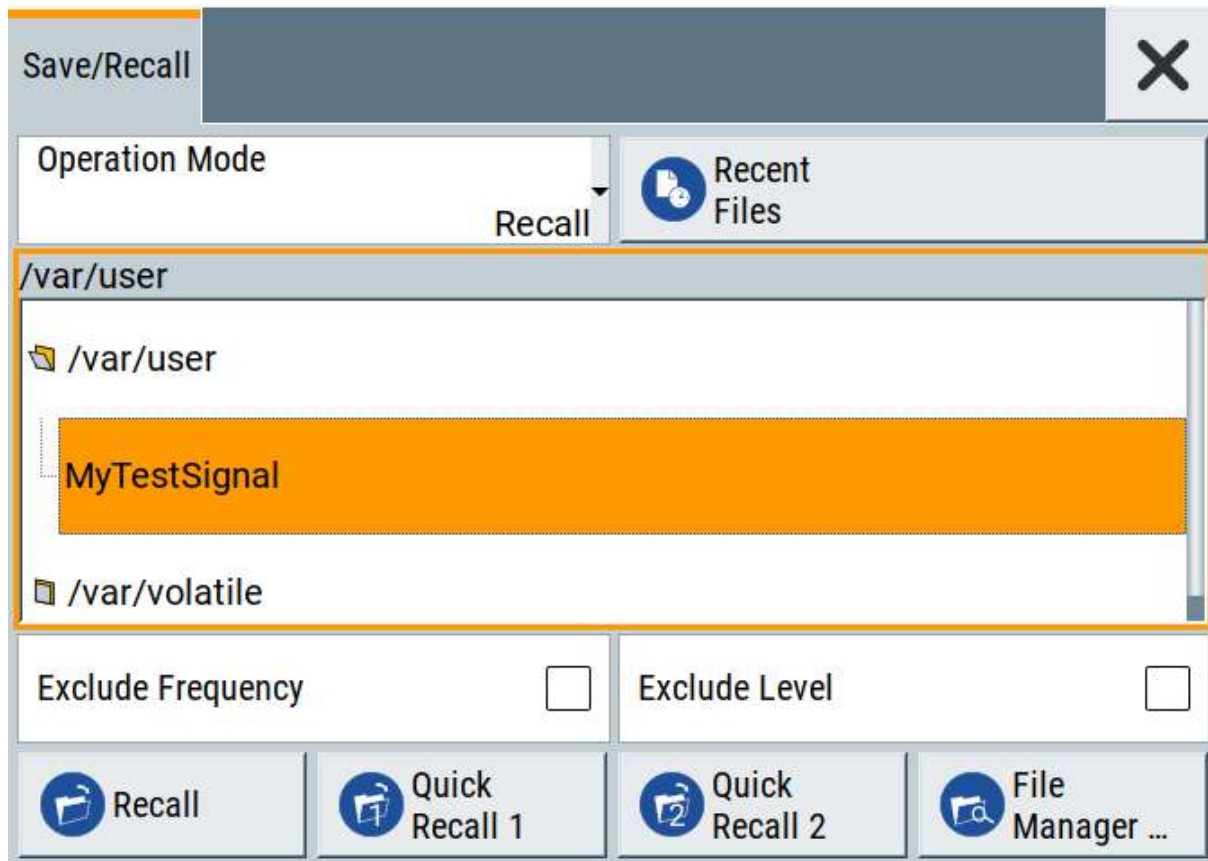 Save/Recall
Operation Mode
Recall
Recent
Files
/var/user
/var/user
MyTestSignal
/var/volatile
Exclude Frequency
Exclude Level
Recall
Quick
Recall 1
Quick
Recall 2
File
Manager ...